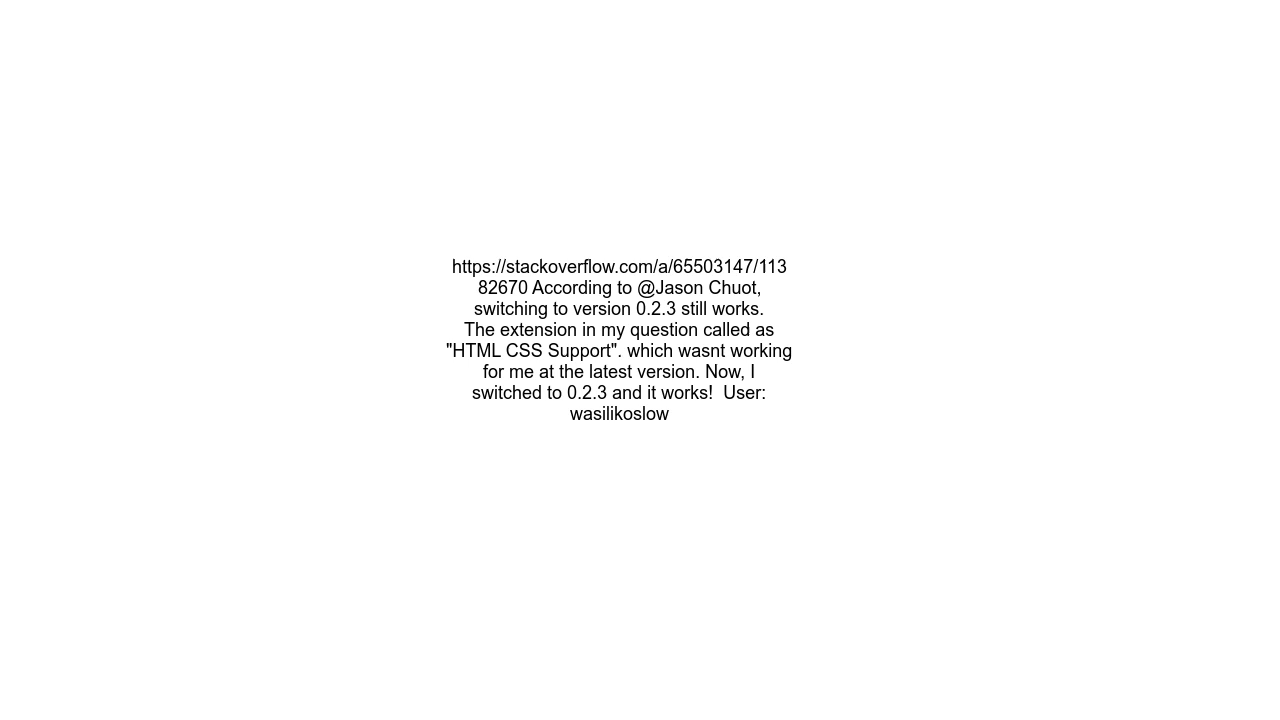 https://stackoverflow.com/a/65503147/113
82670 According to @Jason Chuot,
switching to version 0.2.3 still works.
The extension in my question called as
"HTML CSS Support". which wasnt working
for me at the latest version. Now, I
switched to 0.2.3 and it works!  User:
wasilikoslow